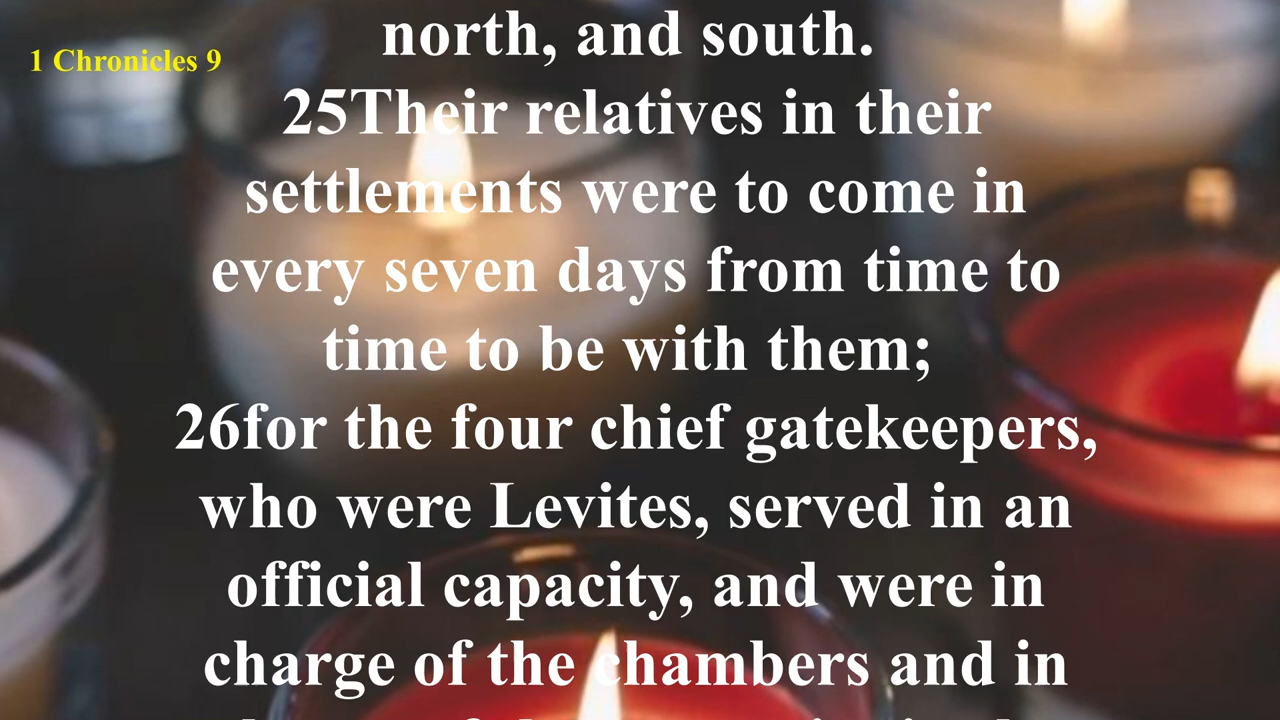 north, and south.
1 Chronicles 9
25Their relatives in their
settlements were to come in
every seven days from time to
time to be with them;
26for the four chief gatekeepers,
who were Levites, served in an
official capacity, and were in
charge of the chambers and in